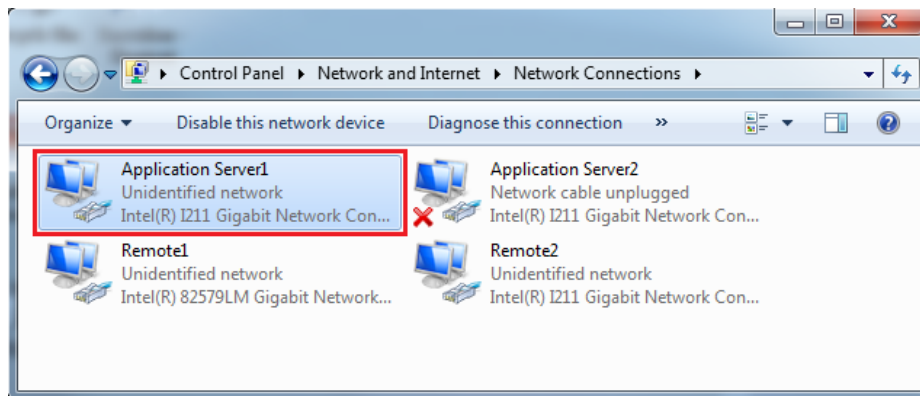 Control Panel ▸ Network and Internet ▸ Network Connections ▸
Organize ▾ Disable this network device Diagnose this connection »
Application Server1
Unidentified network
Intel(R) I211 Gigabit Network Con...
Application Server2
Network cable unplugged
Intel(R) I211 Gigabit Network Con...
Remote1
Unidentified network
Intel(R) 82579LM Gigabit Network...
Remote2
Unidentified network
Intel(R) I211 Gigabit Network Con...